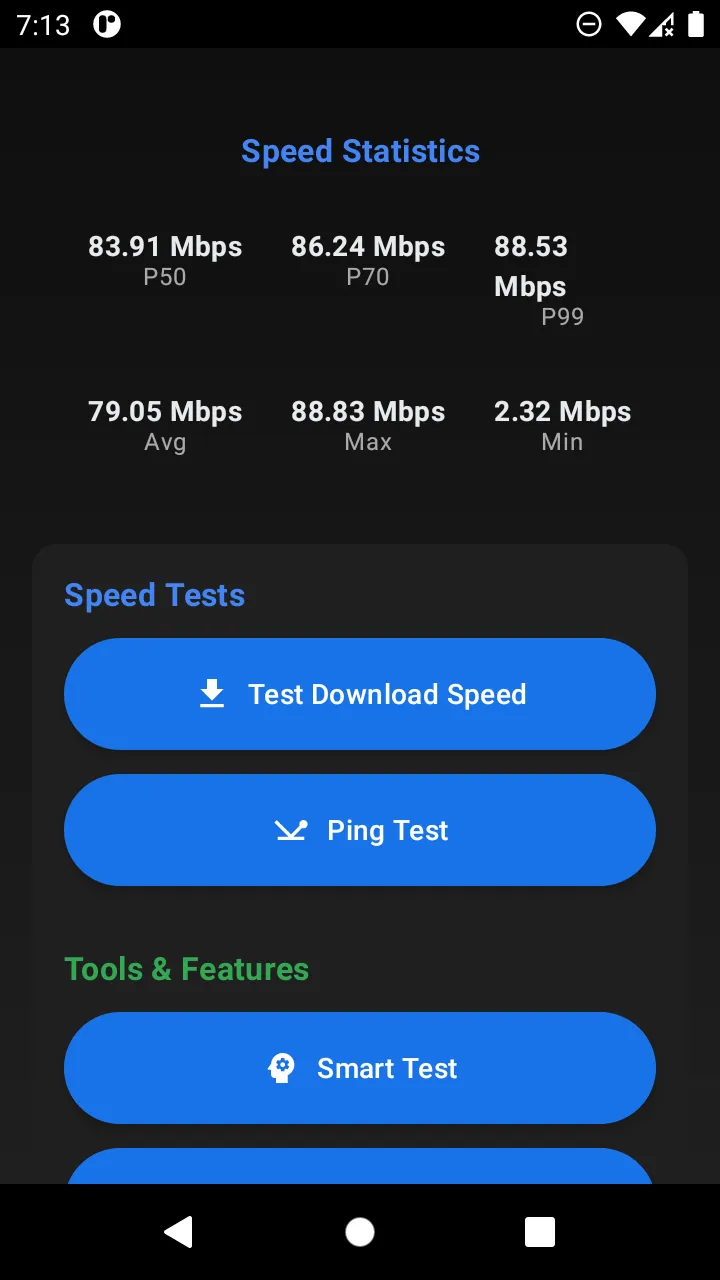 7:13
Speed Statistics
83.91 Mbps
P50
86.24 Mbps
P70
88.53
Mbps
P99
79.05 Mbps
Avg
88.83 Mbps
Max
2.32 Mbps
Min
Speed Tests
Test Download Speed
Ping Test
Tools & Features
Smart Test